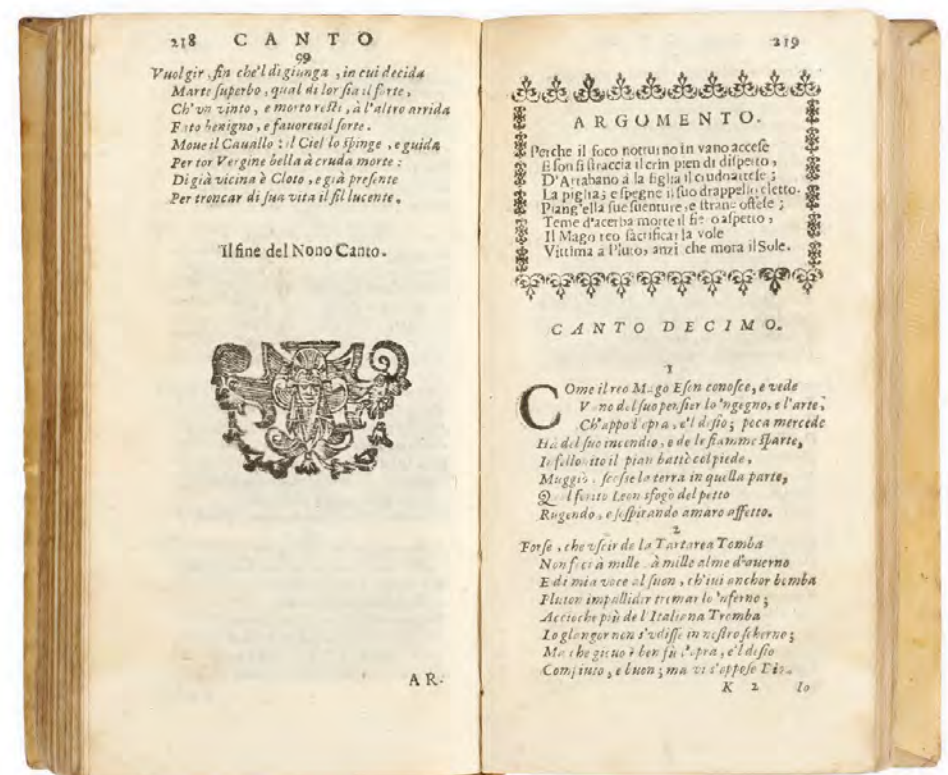 218 CANTO
99
Vuolgir, fin che'l di giunga, in cui decida
Marte superbo, qual di lor sia il forte,
Ch'vn vinto, e morto resti, à l'altro arrida
Fato benigno, e fauoreuol sorte.
Moue il Cauallo: il Ciel lo spinge, e guida
Per tor Vergine bella à cruda morte:
Di già vicina è Cloto, e già presente
Per troncar di sua vita il fil lucente.
Il fine del Nono Canto.
AR-
219
ARGOMENTO.
Perche il foco notturno in vano accese
Eson si straccia il crin pien di dispetto,
D'Artabano à la figlia il crudo attese;
La piglia; e spegne il suo drappello eletto.
Piang'ella sue suenture, e strane offese;
Teme d'acerba morte il fiero aspetto,
Il Mago reo sacrificar la vole
Vittima a Pluto, anzi che mora il Sole.
CANTO DECIMO.
1
COme il reo Mago Esen conosce, e vede
Vano del suo pensier lo 'ngegno, e l'arte,
Ch'appo l'opra, e'l desio; poca mercede
Hà del suo incendio, e de le fiamme sparte,
il pian battè col piede,
Muggiò, scosse la terra in quella parte,
Qual ferito Leon sfogò del petto
Rugendo, e sospirando amaro affetto.
2
Forse, che vscir de la Tartarea Tomba
Non feci à mille, à mille alme d'auerno
E di mia voce al suon, ch'iui anchor bomba
Pluton impallidir tremar lo 'nferno;
Accioche più de l'Italiana Tromba
Lo glangor non s'vdisse in nostro scherno;
Ma che ben fù l'opra, e'l desio
Compiuto, e buon; ma vi s'oppose Dio.
K 2 Io